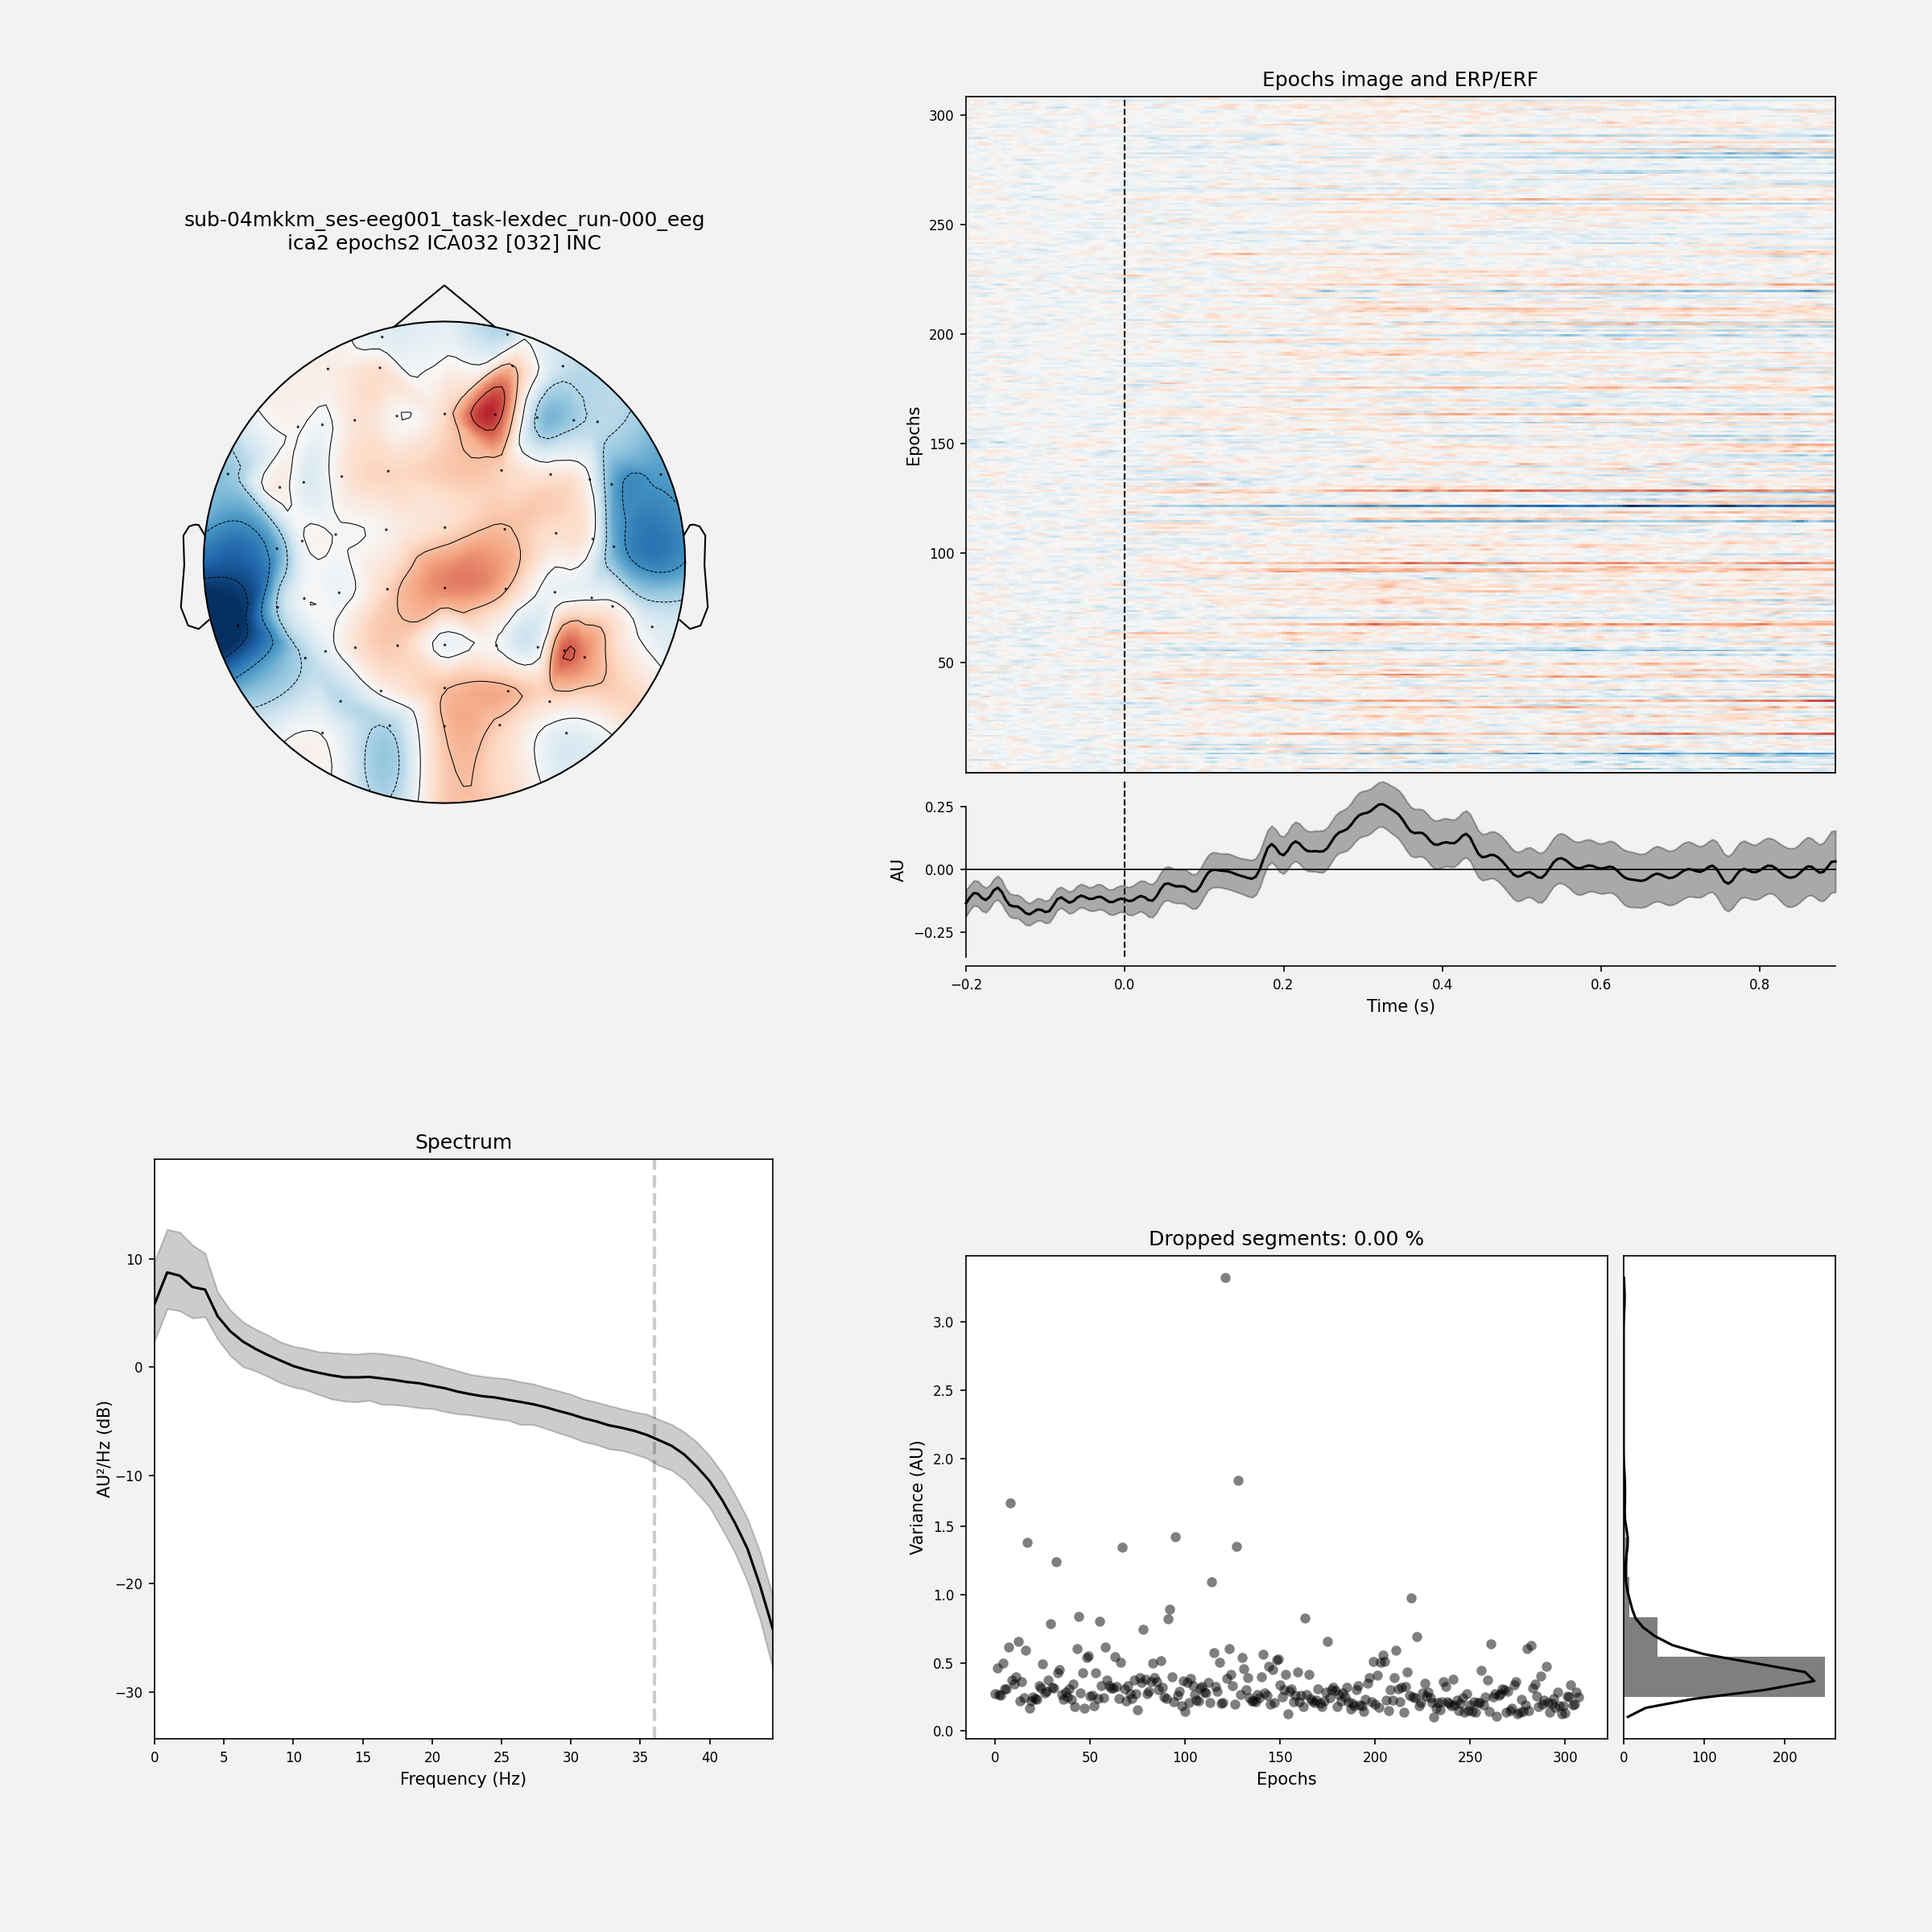 sub-04mkkm_ses-eeg001_task-lexdec_run-000_eeg
ica2 epochs2 ICA032 [032] INC
Epochs image and ERP/ERF
300
250
200
150
100
50
Epochs
0.25
0.00
−0.25
AU
−0.2 0.0 0.2 0.4 0.6 0.8
Time (s)
Spectrum
10
0
−10
−20
−30
AU²/Hz (dB)
0 5 10 15 20 25 30 35 40
Frequency (Hz)
Dropped segments: 0.00 %
3.0
2.5
2.0
1.5
1.0
0.5
0.0
Variance (AU)
0 50 100 150 200 250 300
Epochs
0 100 200